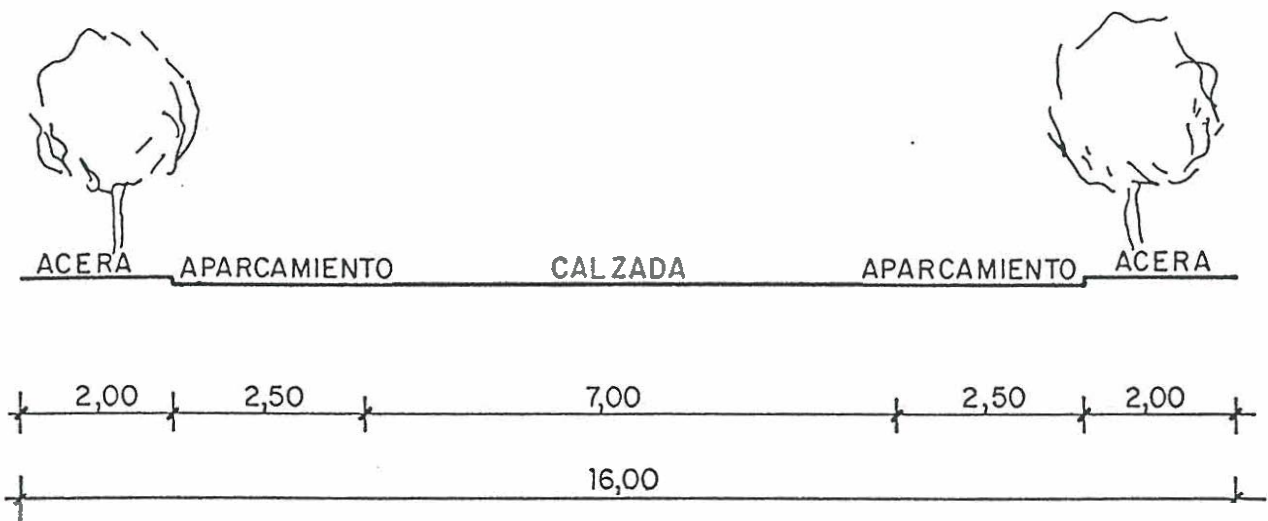 ACERA APARCAMIENTO CALZADA APARCAMIENTO ACERA
2,00 2,50 7,00 2,50 2,00
16,00